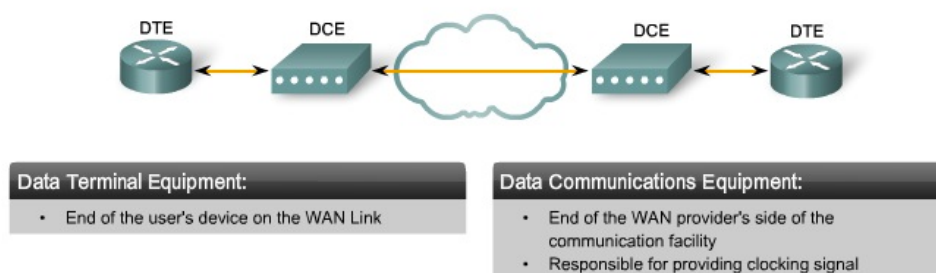 DTE
DCE
DCE
DTE
Data Terminal Equipment:
• End of the user's device on the WAN Link
Data Communications Equipment:
• End of the WAN provider's side of the
communication facility
• Responsible for providing clocking signal